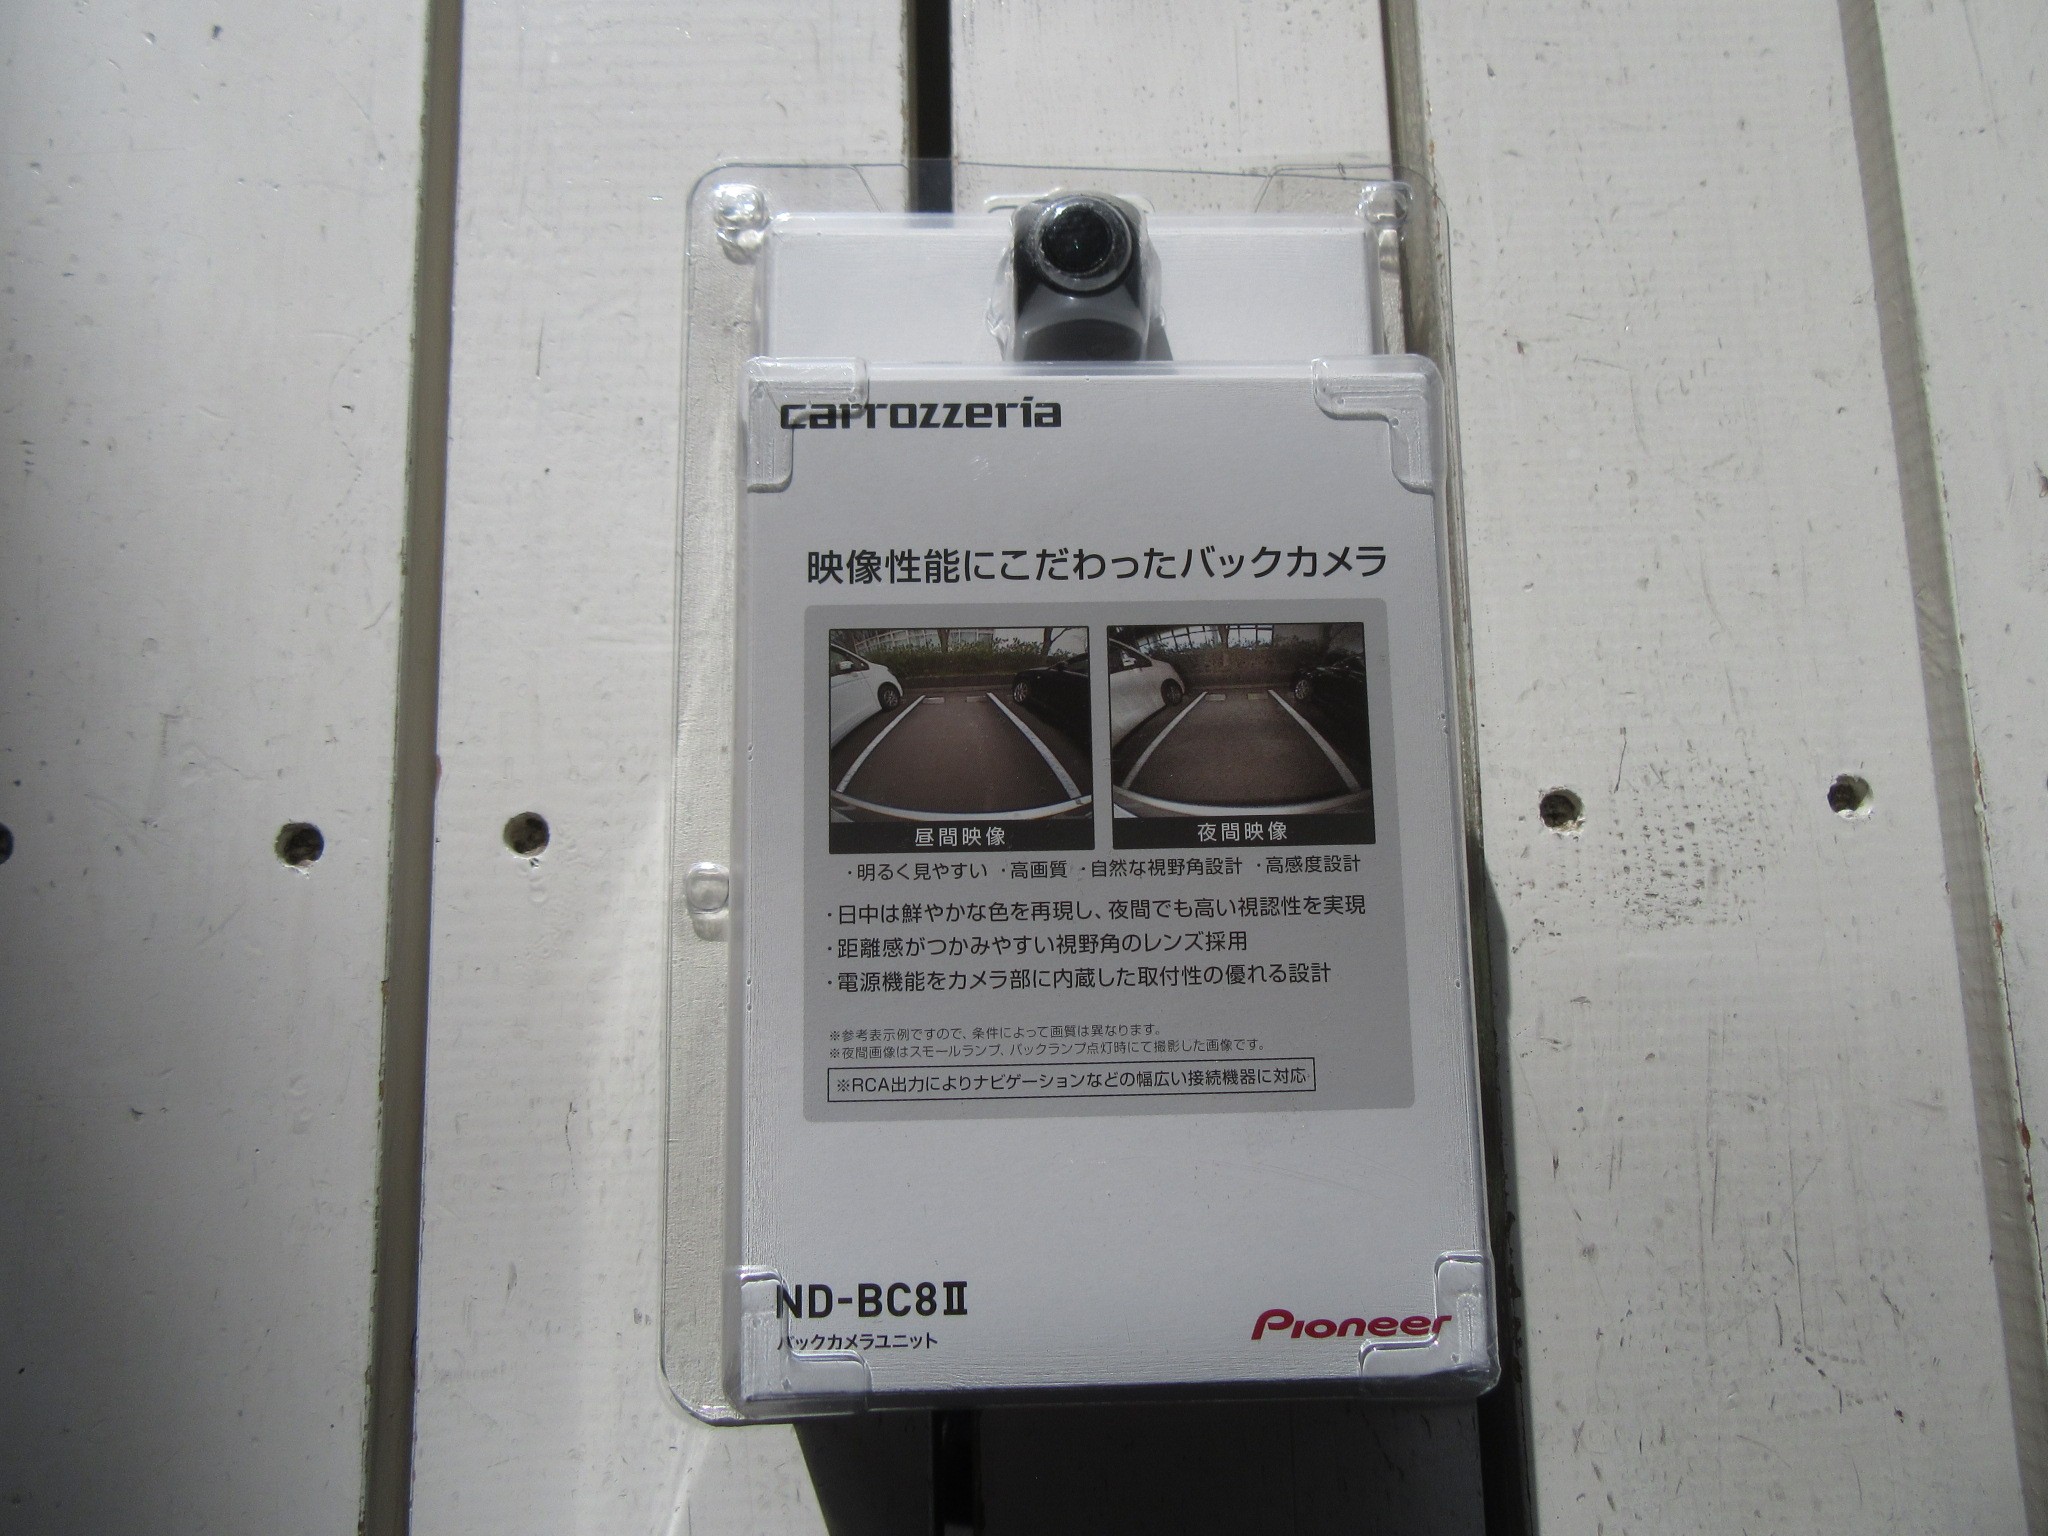 carrozzeria
映像性能にこだわったバックカメラ
昼間映像
夜間映像
・明るく見やすい ・高画質 ・自然な視野角設計 ・高感度設計
・日中は鮮やかな色を再現し、夜間でも高い視認性を実現
・距離感がつかみやすい視野角のレンズ採用
・電源機能をカメラ部に内蔵した取付性の優れる設計
※参考表示例ですので、条件によって画質は異なります。
※夜間画像はスモールランプ、バックランプ点灯時にて撮影した画像です。
※RCA出力によりナビゲーションなどの幅広い接続機器に対応
ND-BC8Ⅱ
バックカメラユニット
Pioneer